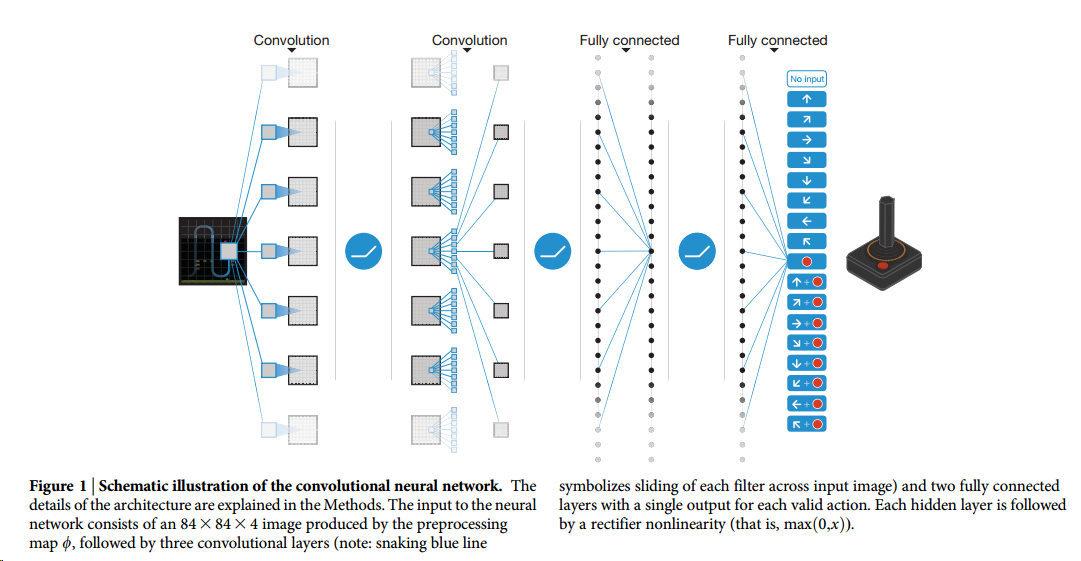 Convolution
Convolution
Fully connected
Fully connected
No input
Figure 1 | Schematic illustration of the convolutional neural network. The
details of the architecture are explained in the Methods. The input to the neural
network consists of an 84 × 84 × 4 image produced by the preprocessing
map ϕ, followed by three convolutional layers (note: snaking blue line
symbolizes sliding of each filter across input image) and two fully connected
layers with a single output for each valid action. Each hidden layer is followed
by a rectifier nonlinearity (that is, max(0,x)).